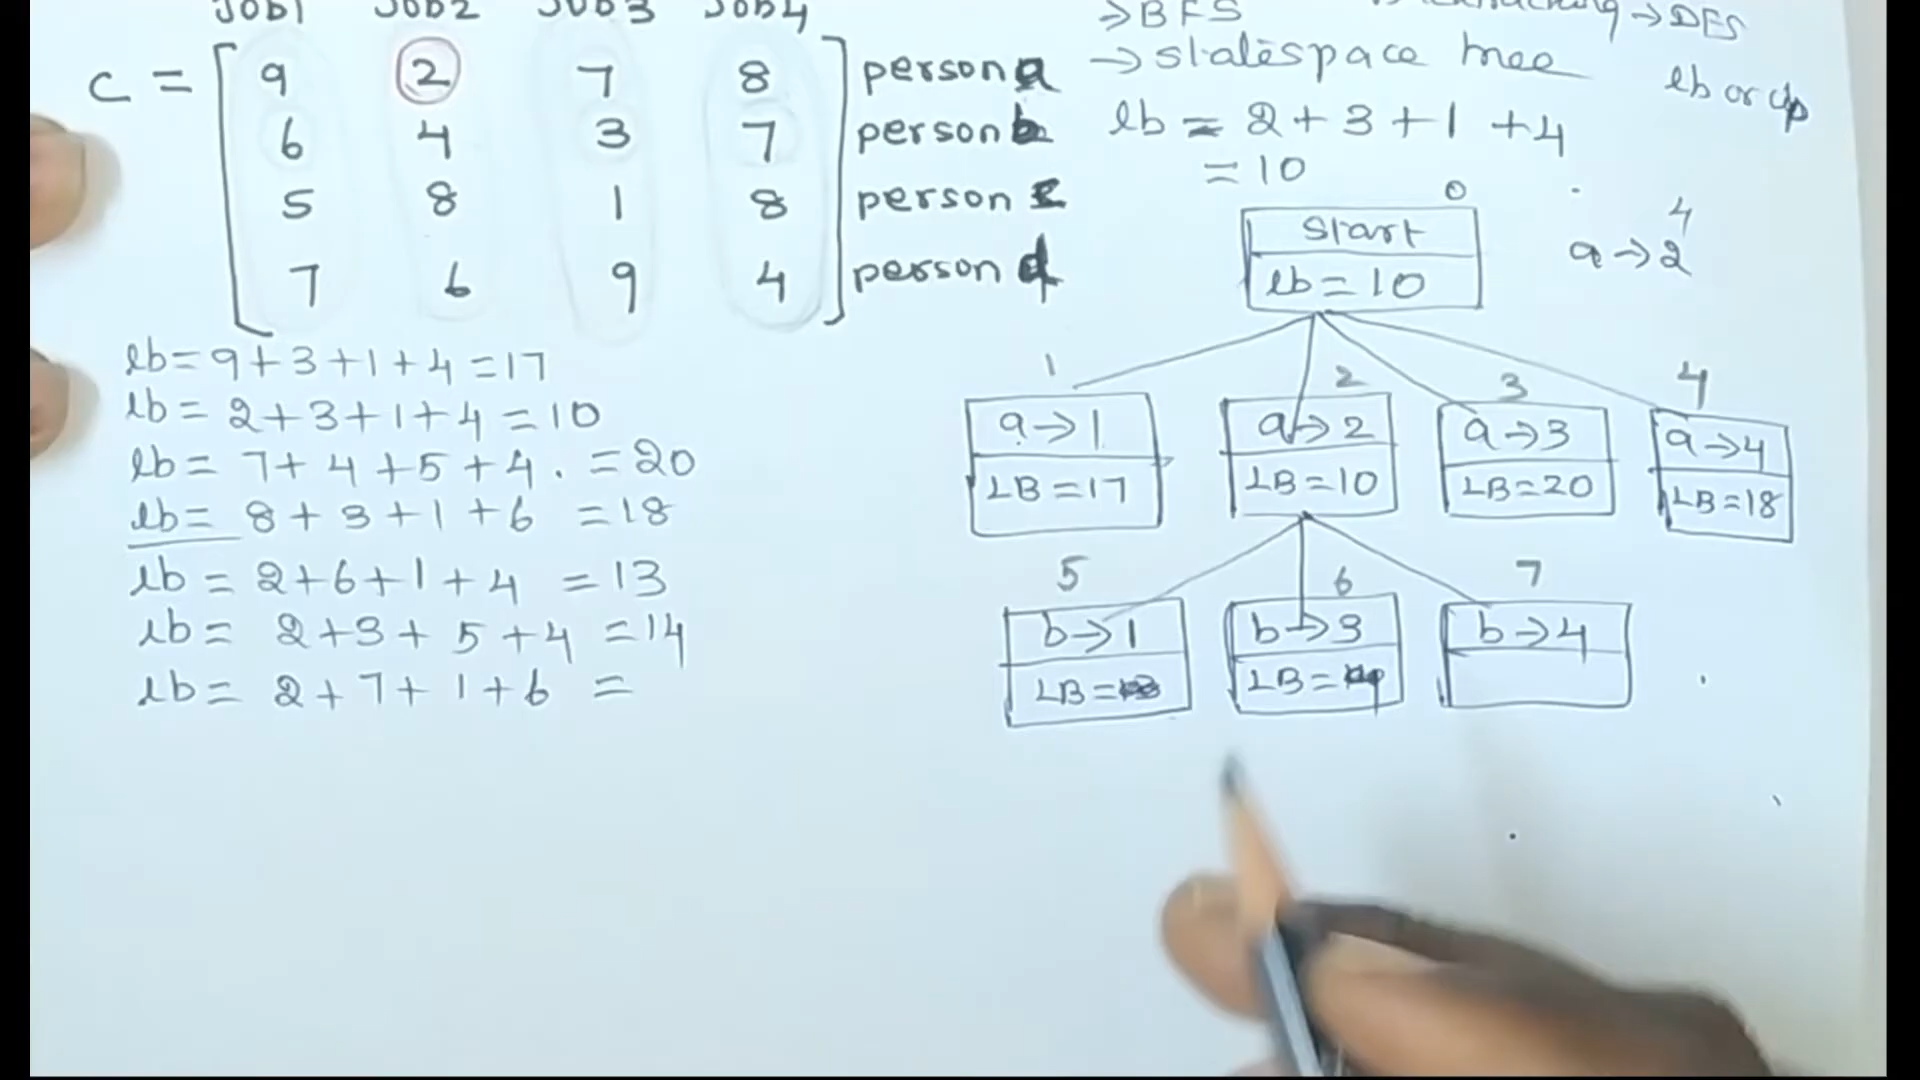 JOB1 JOB2 JOB3 JOB4
C = 9 2 7 8 person a
6 4 3 7 person b
5 8 1 8 person c
7 6 9 4 person d
lb = 9+3+1+4 = 17
lb = 2+3+1+4 = 10
lb = 7+4+5+4. = 20
lb = 8+3+1+6 = 18
lb = 2+6+1+4 = 13
lb = 2+3+5+4 = 14
lb = 2+7+1+6 =
→BFS
→DFS
→statespace tree
lb or up
lb = 2+3+1+4
= 10
0
start
lb = 10
4
a→2
1 2 3 4
a→1 a→2 a→3 a→4
LB=17 LB=10 LB=20 LB=18
5 6 7
b→1 b→3 b→4
LB=13 LB=14